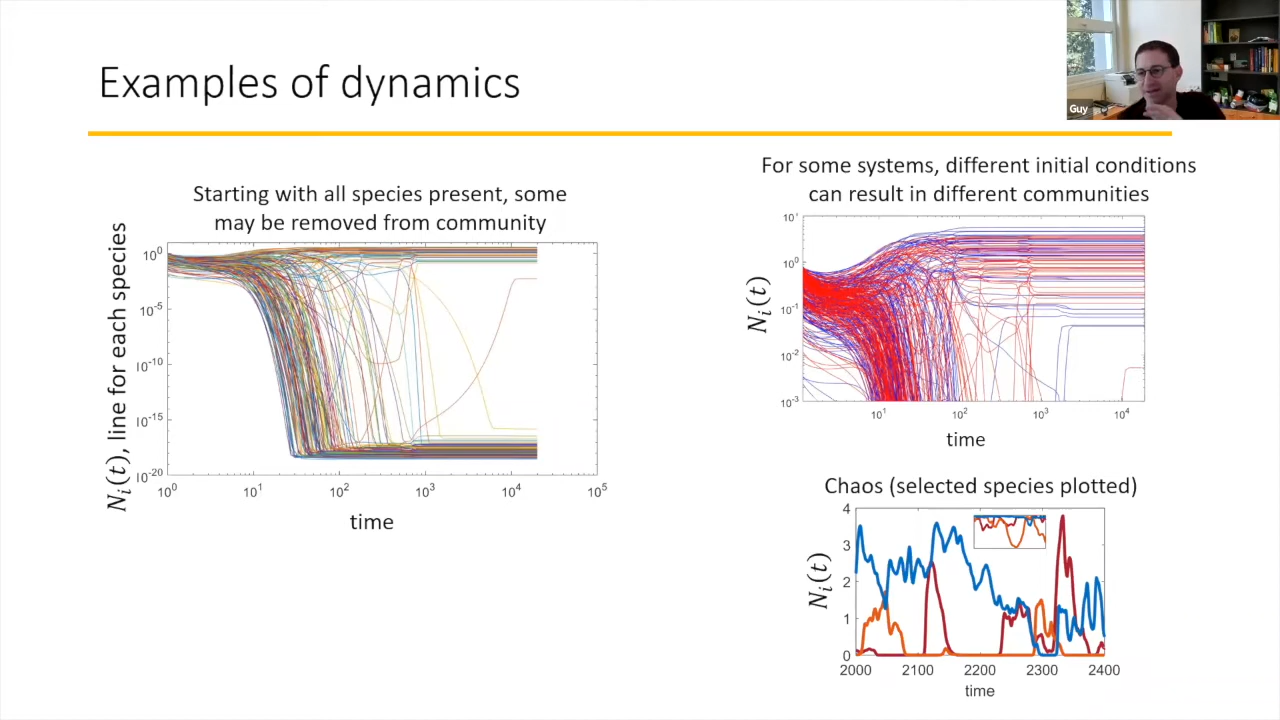 Examples of dynamics
Guy
Starting with all species present, some
may be removed from community
N_i(t), line for each species
10^0
10^-5
10^-10
10^-15
10^-20
10^0 10^1 10^2 10^3 10^4 10^5
time
For some systems, different initial conditions
can result in different communities
N_i(t)
10^1
10^0
10^-1
10^-2
10^-3
10^1 10^2 10^3 10^4
time
Chaos (selected species plotted)
N_i(t)
4
3
2
1
0
2000 2100 2200 2300 2400
time